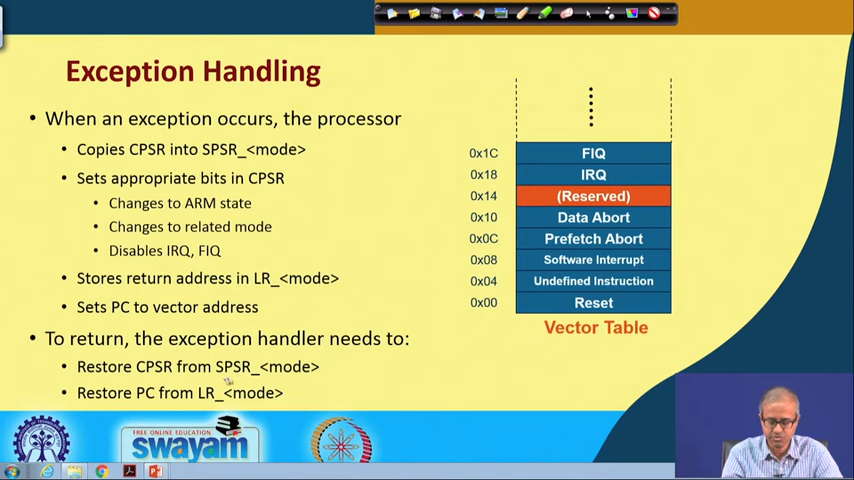 Exception Handling
• When an exception occurs, the processor
• Copies CPSR into SPSR_<mode>
• Sets appropriate bits in CPSR
• Changes to ARM state
• Changes to related mode
• Disables IRQ, FIQ
• Stores return address in LR_<mode>
• Sets PC to vector address
• To return, the exception handler needs to:
• Restore CPSR from SPSR_<mode>
• Restore PC from LR_<mode>
0x1C FIQ
0x18 IRQ
0x14 (Reserved)
0x10 Data Abort
0x0C Prefetch Abort
0x08 Software Interrupt
0x04 Undefined Instruction
0x00 Reset
Vector Table
FREE ONLINE EDUCATION
swayam